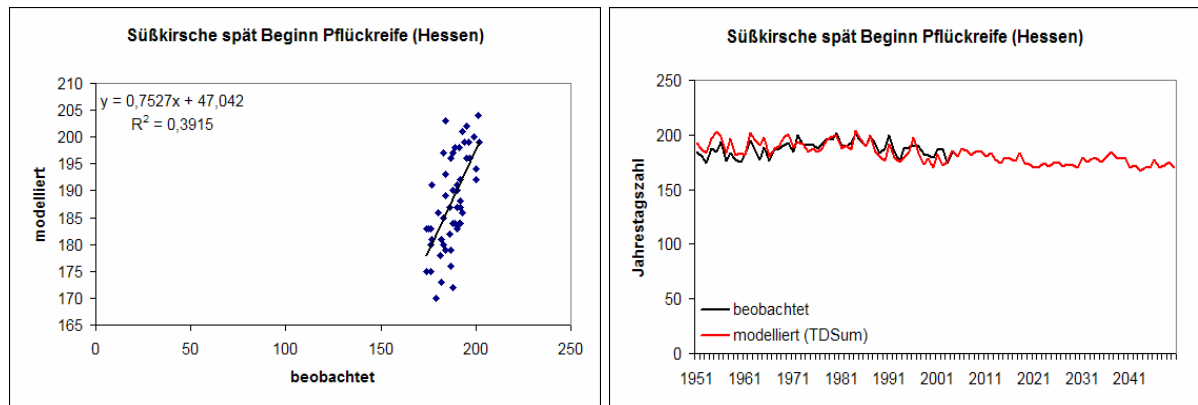 Süßkirsche spät Beginn Pflückreife (Hessen)
y = 0,7527x + 47,042
R² = 0,3915
modelliert
210
205
200
195
190
185
180
175
170
165
0 50 100 150 200 250
beobachtet
Süßkirsche spät Beginn Pflückreife (Hessen)
Jahrestagszahl
250
200
150
100
50
0
beobachtet
modelliert (TDSum)
1951 1961 1971 1981 1991 2001 2011 2021 2031 2041